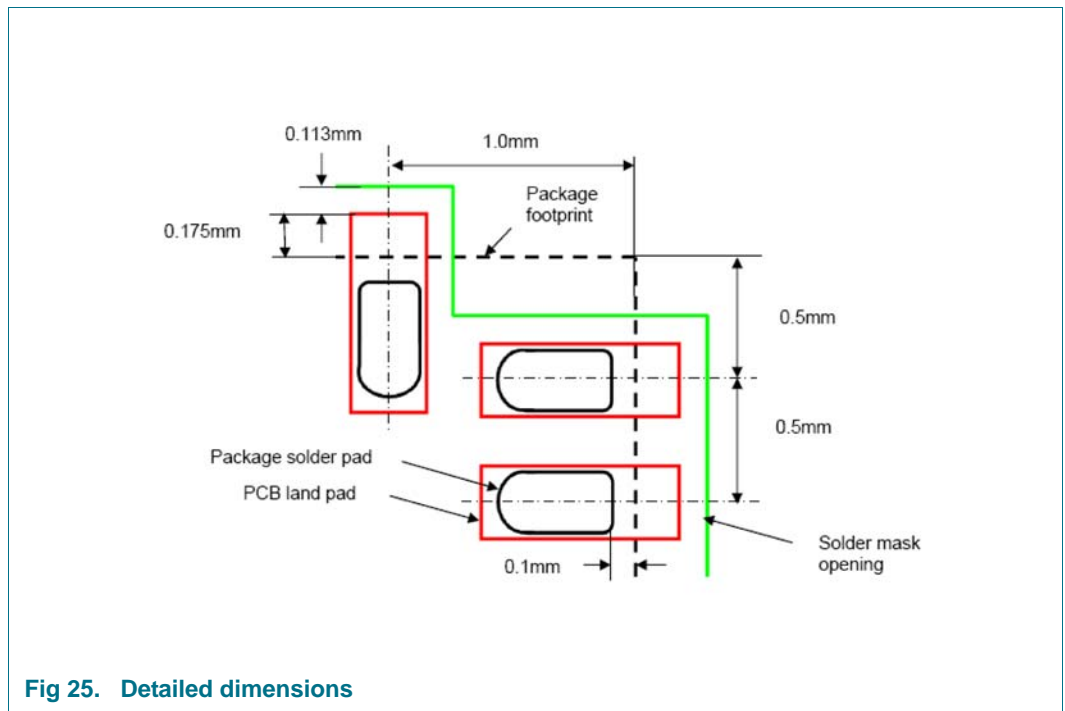 0.113mm
1.0mm
Package
footprint
0.175mm
0.5mm
0.5mm
Package solder pad
PCB land pad
0.1mm
Solder mask
opening
Fig 25. Detailed dimensions